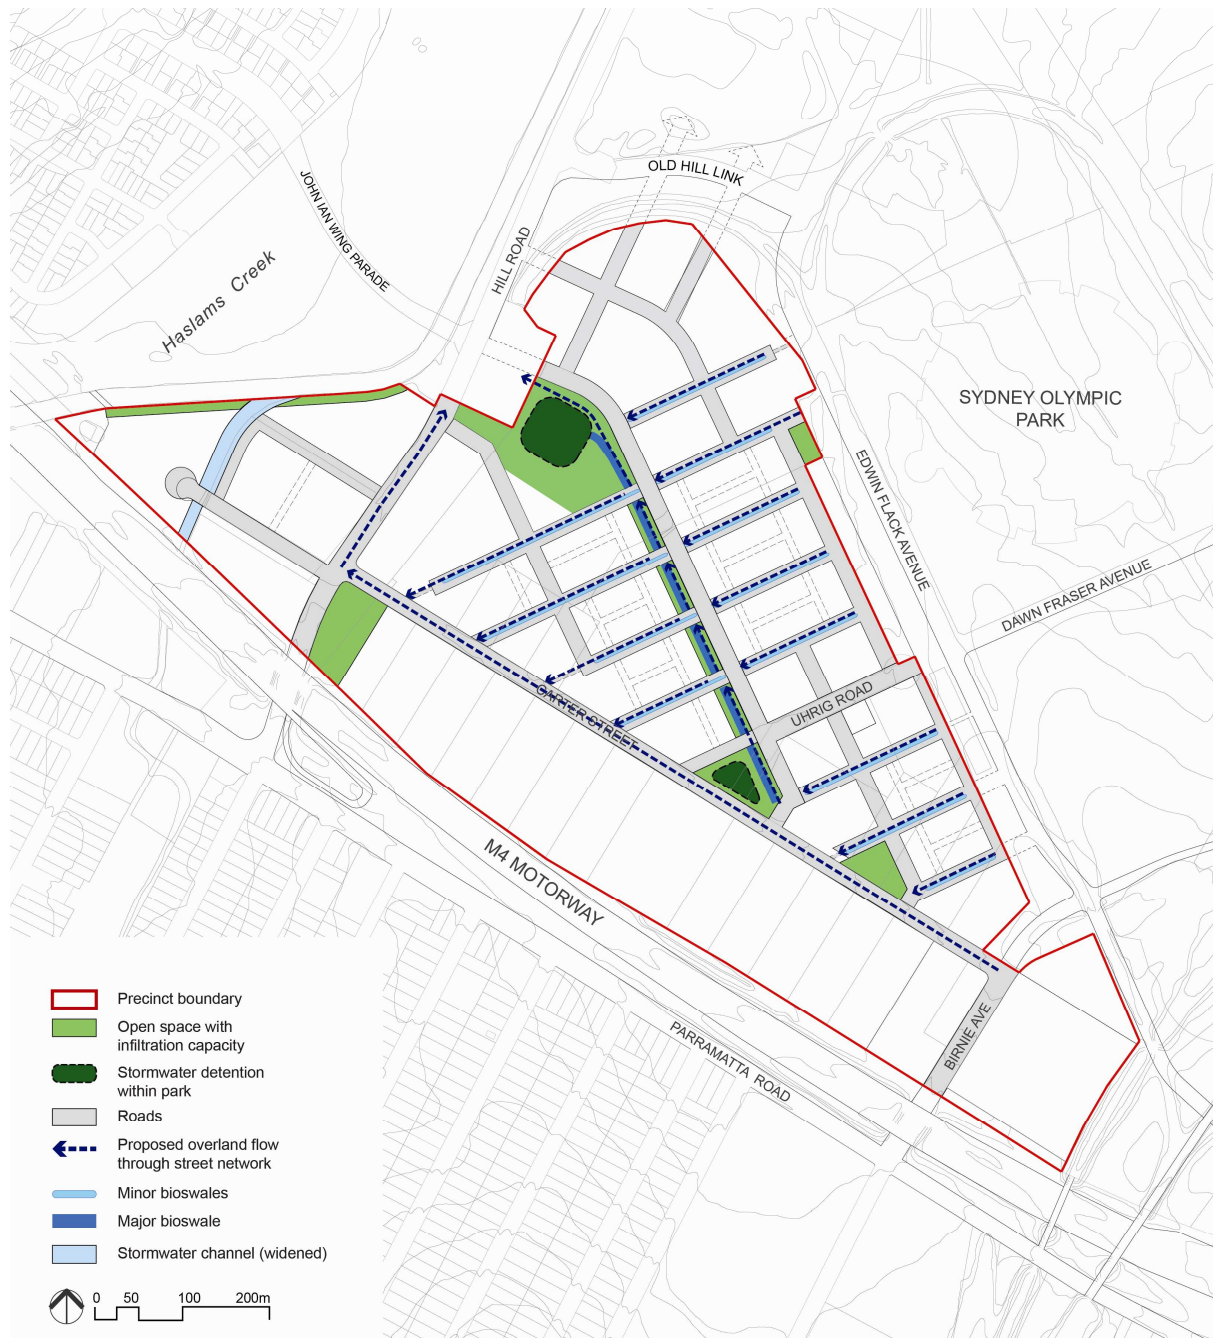 OLD HILL LINK
JOHN IAN WING PARADE
HILL ROAD
Haslams Creek
SYDNEY OLYMPIC
PARK
EDWIN FLACK AVENUE
DAWN FRASER AVENUE
UHRIG ROAD
CARTER STREET
M4 MOTORWAY
BIRNIE AVE
PARRAMATTA ROAD
Precinct boundary
Open space with
infiltration capacity
Stormwater detention
within park
Roads
Proposed overland flow
through street network
Minor bioswales
Major bioswale
Stormwater channel (widened)
0 50 100 200m